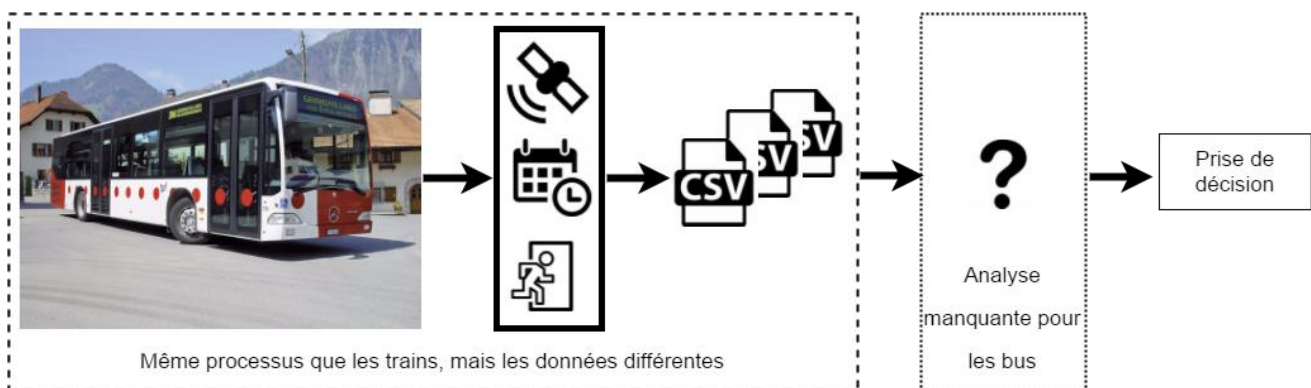 CSV
SV
SV
?
Prise de
décision
Analyse
manquante pour
les bus
Même processus que les trains, mais les données différentes